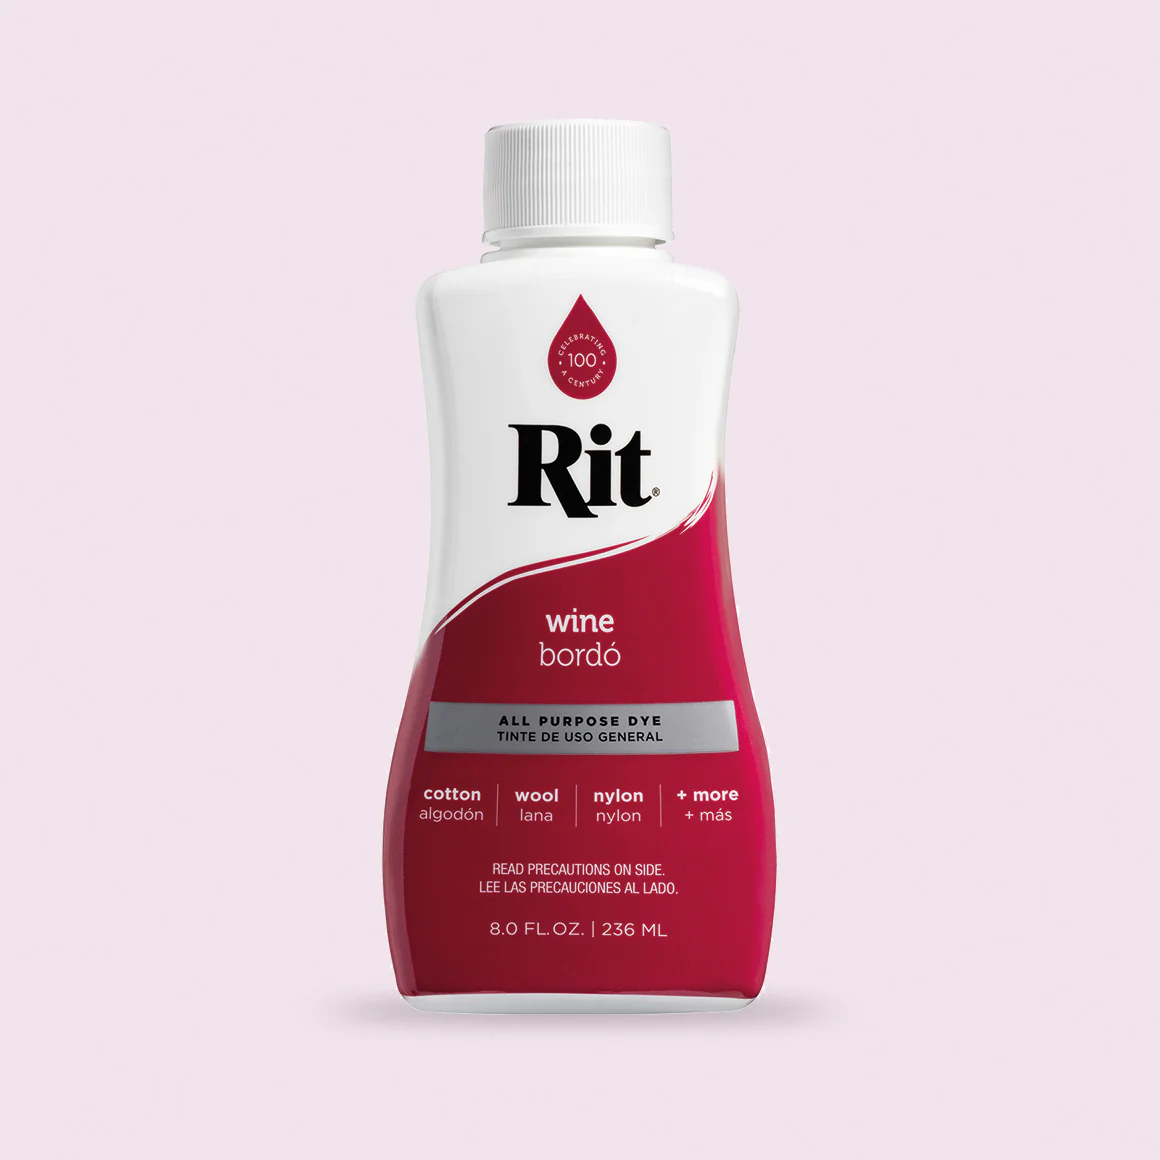 CELEBRATING
• 100 •
A CENTURY
Rit®
wine
bordó
ALL PURPOSE DYE
TINTE DE USO GENERAL
cotton | wool | nylon | + more
algodón | lana | nylon | + más
READ PRECAUTIONS ON SIDE.
LEE LAS PRECAUCIONES AL LADO.
8.0 FL.OZ. | 236 ML